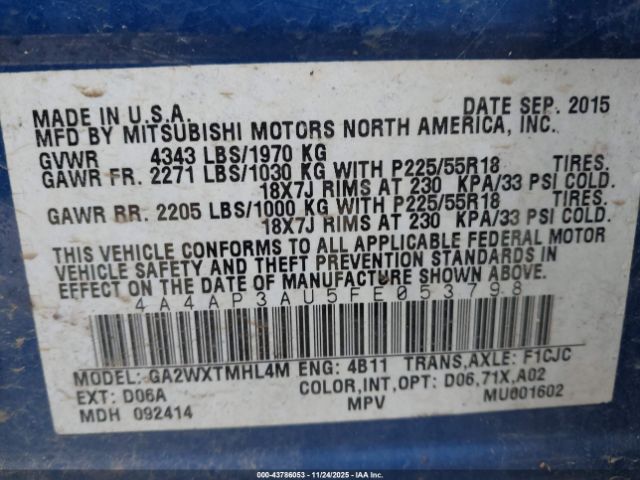 MADE IN U.S.A. DATE SEP. 2015
MFD BY MITSUBISHI MOTORS NORTH AMERICA, INC.
GVWR 4343 LBS/1970 KG
GAWR FR. 2271 LBS/1030 KG WITH P225/55R18 TIRES.
18X7J RIMS AT 230 KPA/33 PSI COLD.
GAWR RR. 2205 LBS/1000 KG WITH P225/55R18 TIRES.
18X7J RIMS AT 230 KPA/33 PSI COLD.
THIS VEHICLE CONFORMS TO ALL APPLICABLE FEDERAL MOTOR
VEHICLE SAFETY AND THEFT PREVENTION STANDARDS IN
EFFECT ON THE DATE OF MANUFACTURE SHOWN ABOVE.
4A4AP3AU5FE053798
MODEL: GA2WXTMHL4M ENG: 4B11 TRANS,AXLE: F1CJC
EXT: D06A COLOR,INT,OPT: D06,71X,A02
MDH 092414 MPV MU001602
© IAA (#) - 43786053 - 11/24/2025 - IAA, Inc.